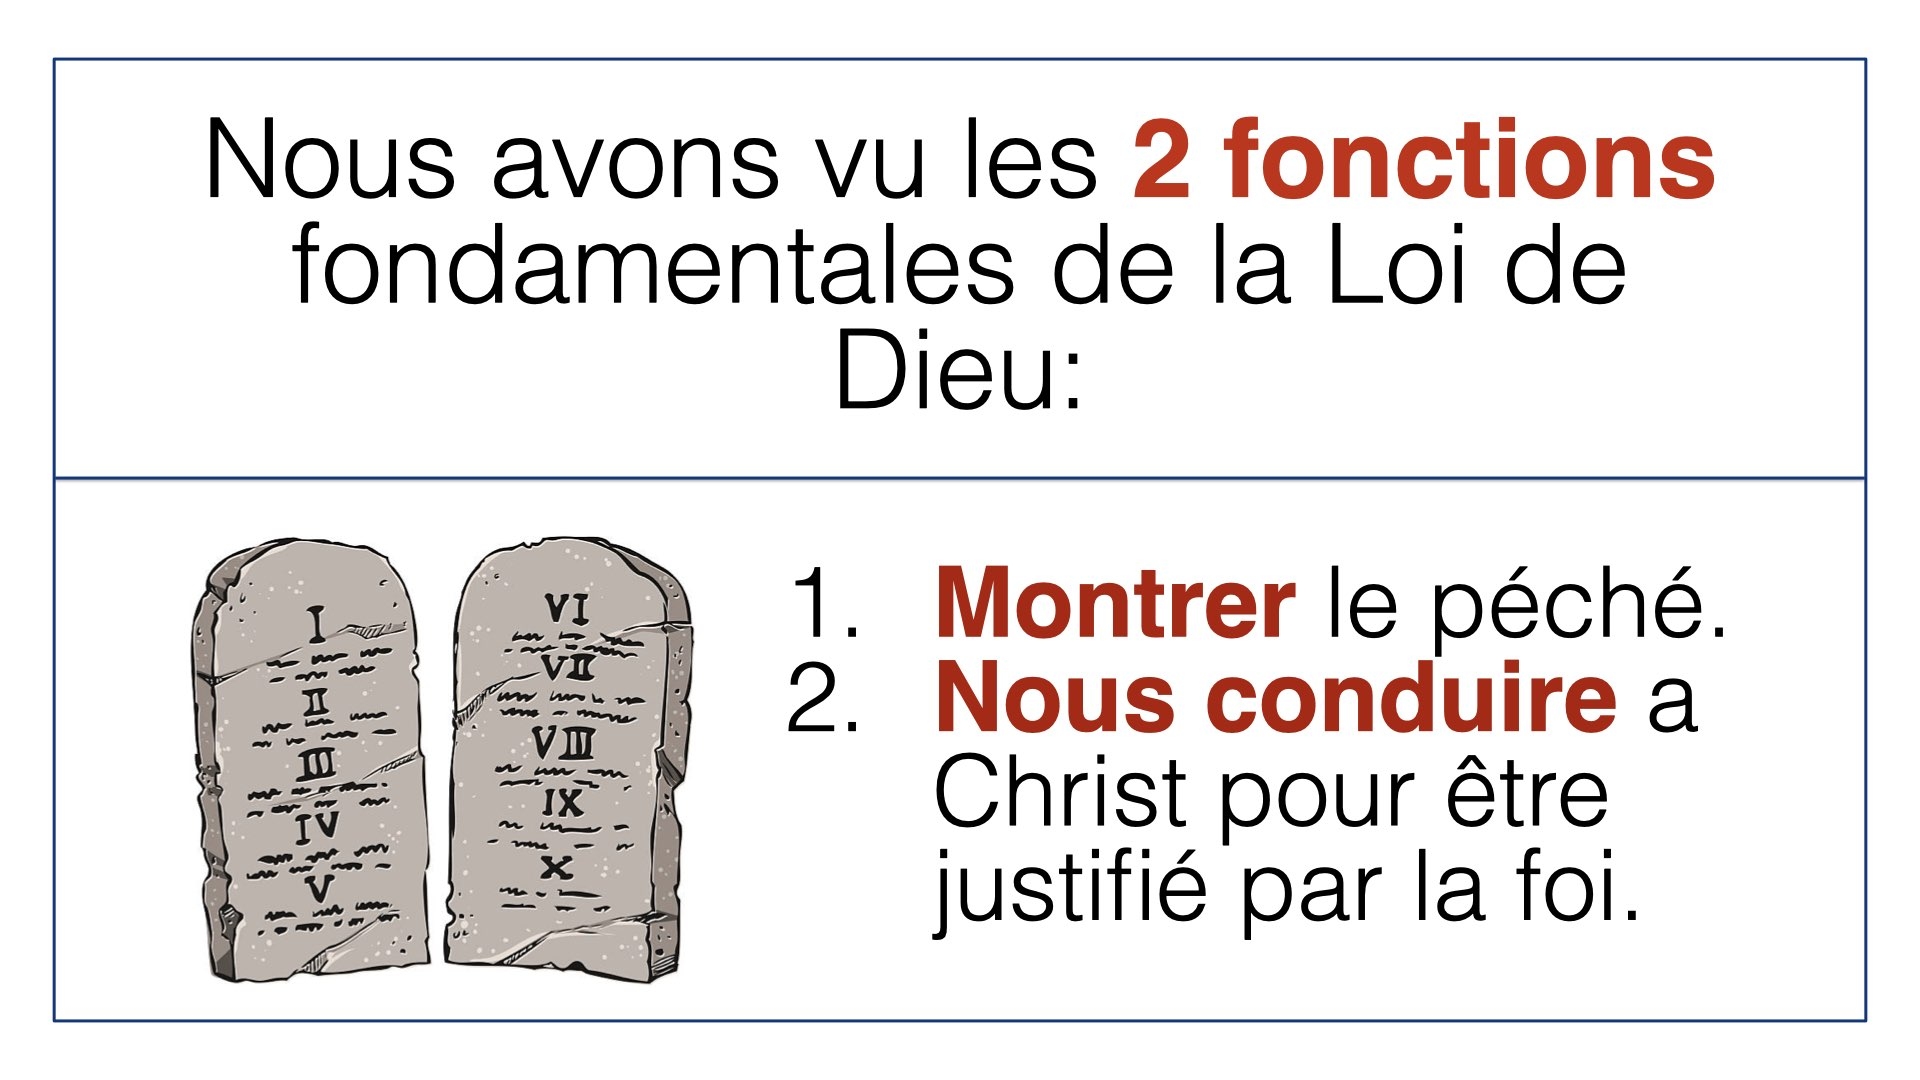 Nous avons vu les 2 fonctions
fondamentales de la Loi de
Dieu:
I
II
III
IV
V
VI
VII
VIII
IX
X
1. Montrer le péché.
2. Nous conduire a
Christ pour être
justifié par la foi.